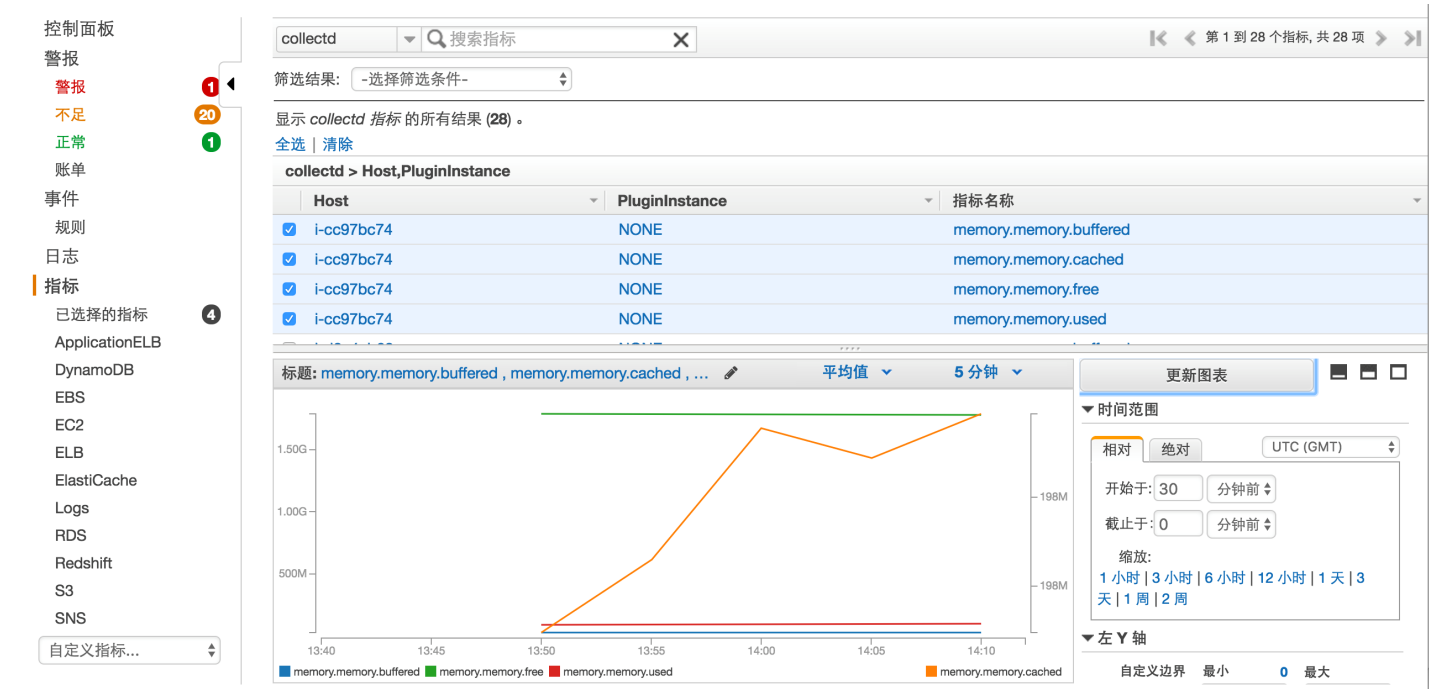 控制面板
警报
警报 1
不足 20
正常 1
账单
事件
规则
日志
指标
已选择的指标 4
ApplicationELB
DynamoDB
EBS
EC2
ELB
ElastiCache
Logs
RDS
Redshift
S3
SNS
自定义指标...
collectd 搜索指标
第 1 到 28 个指标, 共 28 项
筛选结果: -选择筛选条件-
显示 collectd 指标 的所有结果 (28) 。
全选 | 清除
collectd > Host,PluginInstance
Host PluginInstance 指标名称
i-cc97bc74 NONE memory.memory.buffered
i-cc97bc74 NONE memory.memory.cached
i-cc97bc74 NONE memory.memory.free
i-cc97bc74 NONE memory.memory.used
标题: memory.memory.buffered , memory.memory.cached , ... 平均值 5 分钟
1.50G
1.00G
500M
198M
198M
13:40 13:45 13:50 13:55 14:00 14:05 14:10
memory.memory.buffered memory.memory.free memory.memory.used memory.memory.cached
更新图表
时间范围
相对 绝对 UTC (GMT)
开始于: 30 分钟前
截止于: 0 分钟前
缩放:
1 小时 | 3 小时 | 6 小时 | 12 小时 | 1 天 | 3
天 | 1 周 | 2 周
左 Y 轴
自定义边界 最小 0 最大